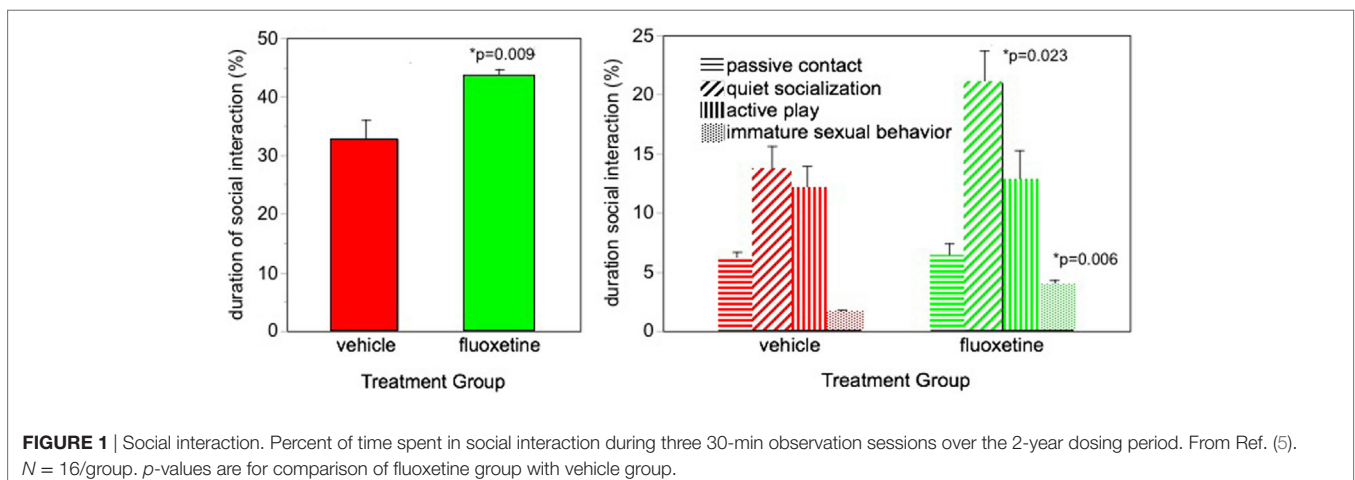 50
40
30
20
10
0
duration of social interaction (%)
*p=0.009
vehicle
fluoxetine
Treatment Group
25
20
15
10
5
0
duration social interaction (%)
passive contact
quiet socialization
active play
immature sexual behavior
*p=0.023
*p=0.006
vehicle
fluoxetine
Treatment Group
FIGURE 1 | Social interaction. Percent of time spent in social interaction during three 30-min observation sessions over the 2-year dosing period. From Ref. (5).
N = 16/group. p-values are for comparison of fluoxetine group with vehicle group.